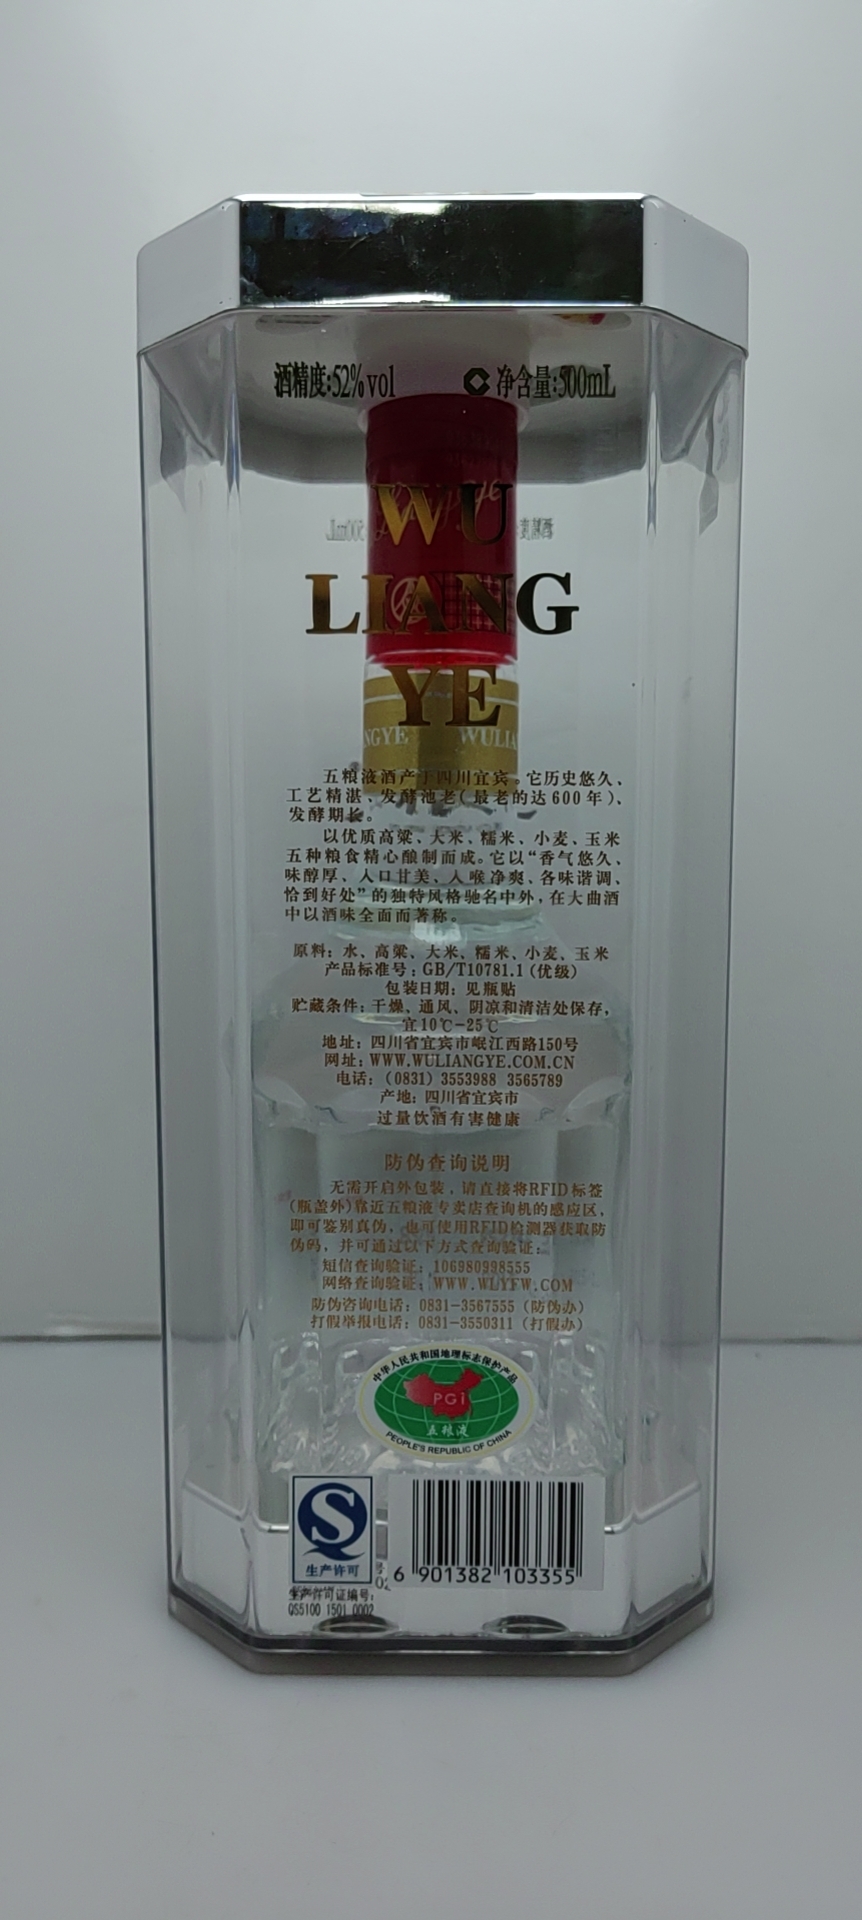 酒精度:52%vol 净含量:500mL
WU
LIANG
YE
NGYE WULIA
五粮液酒产于四川宜宾。它历史悠久、
工艺精湛、发酵池老(最老的达600年)、
发酵期长。
以优质高粱、大米、糯米、小麦、玉米
五种粮食精心酿制而成。它以“香气悠久、
味醇厚、入口甘美、入喉净爽、各味谐调、
恰到好处”的独特风格驰名中外,在大曲酒
中以酒味全面而著称。
原料:水、高粱、大米、糯米、小麦、玉米
产品标准号:GB/T10781.1(优级)
包装日期:见瓶贴
贮藏条件:干燥、通风、阴凉和清洁处保存,
宜10℃-25℃
地址:四川省宜宾市岷江西路150号
网址:WWW.WULIANGYE.COM.CN
电话:(0831)3553988 3565789
产地:四川省宜宾市
过量饮酒有害健康
防伪查询说明
无需开启外包装,请直接将RFID标签
(瓶盖外)靠近五粮液专卖店查询机的感应区,
即可鉴别真伪,也可使用RFID检测器获取防
伪码,并可通过以下方式查询验证:
短信查询验证:106980998555
网络查询验证:WWW.WLYFW.COM
防伪咨询电话:0831-3567555(防伪办)
打假举报电话:0831-3550311(打假办)
中华人民共和国地理标志保护产品
PGI
五粮液
PEOPLE'S REPUBLIC OF CHINA
生产许可
6 901382 103355
生产许可证编号:
QS5100 1501 0002